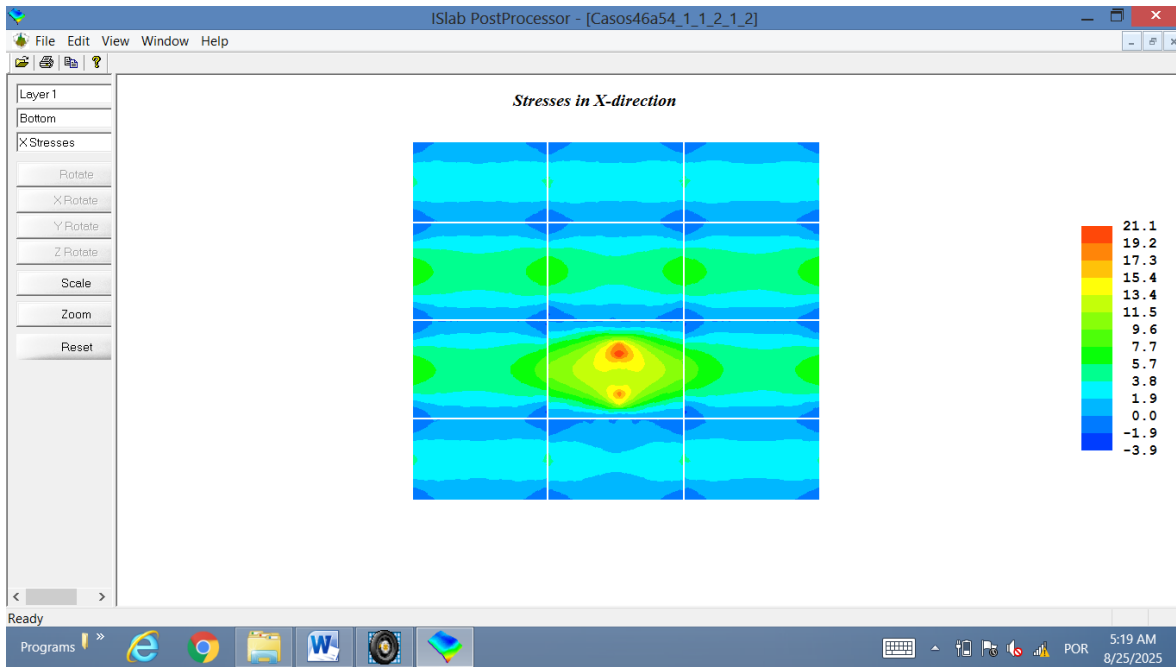 ISlab PostProcessor - [Casos46a54_1_1_2_1_2]
File Edit View Window Help
Layer 1
Bottom
X Stresses
Rotate
X Rotate
Y Rotate
Z Rotate
Scale
Zoom
Reset
Stresses in X-direction
21.1
19.2
17.3
15.4
13.4
11.5
9.6
7.7
5.7
3.8
1.9
0.0
-1.9
-3.9
Ready
Programs » POR 5:19 AM
8/25/2025